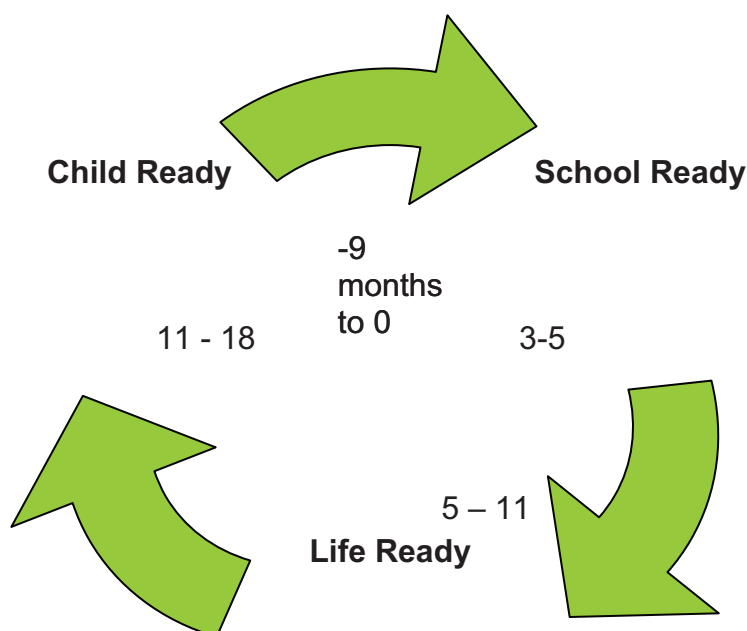 Child Ready
School Ready
-9
months
to 0
11 - 18
3-5
5 – 11
Life Ready